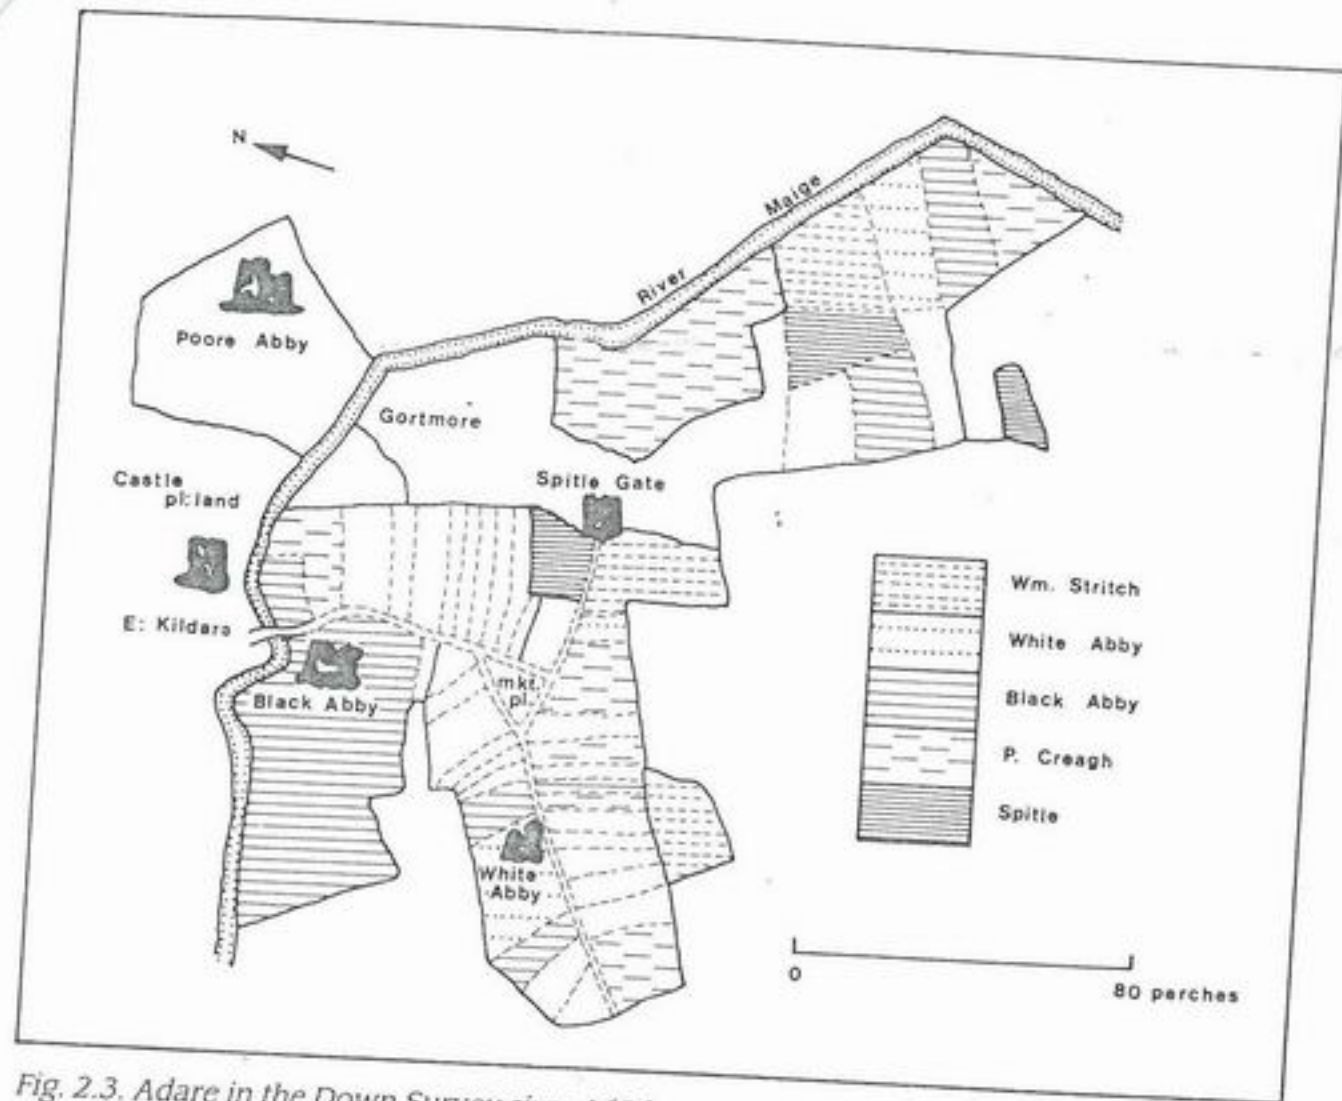 N
River Maige
Poore Abby
Gortmore
Castle
pl: land
Spitle Gate
E: Kildare
Black Abby
mkt.
pl.
White
Abby
Wm. Stritch
White Abby
Black Abby
P. Creagh
Spitle
0
80 perches
Fig. 2.3. Adare in the Down Survey